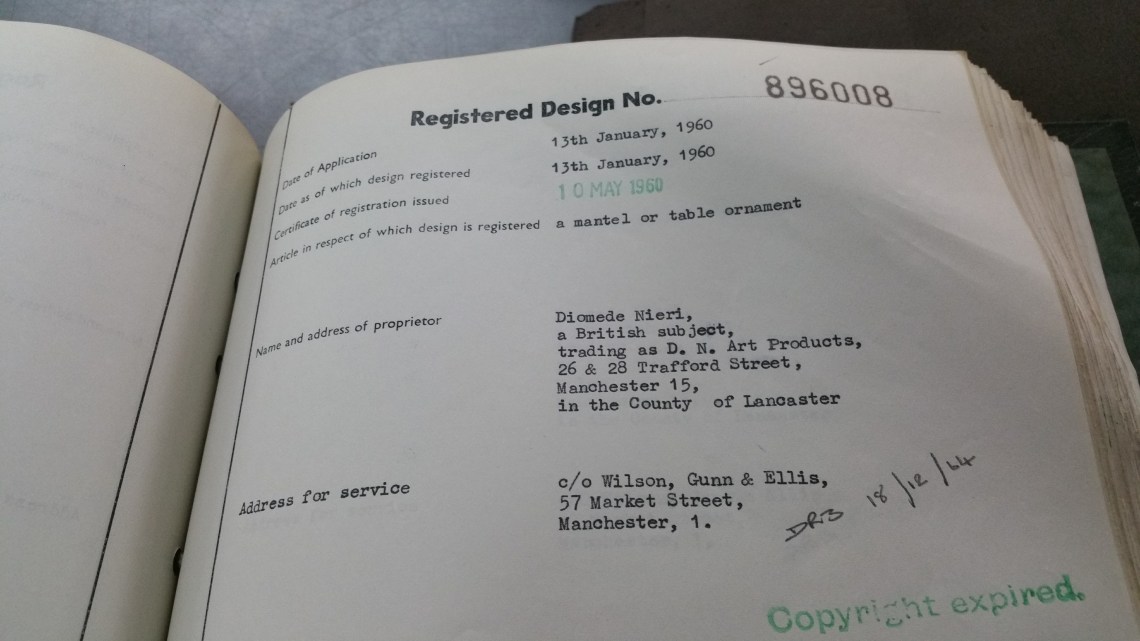 Registered Design No. 896008
Date of Application 13th January, 1960
Date as of which design registered 13th January, 1960
Certificate of registration issued 10 MAY 1960
Article in respect of which design is registered a mantel or table ornament
Name and address of proprietor Diomede Nieri,
a British subject,
trading as D. N. Art Products,
26 & 28 Trafford Street,
Manchester 15,
in the County of Lancaster
Address for service c/o Wilson, Gunn & Ellis,
57 Market Street,
Manchester, 1.
DRB 18/12/64
Copyright expired.